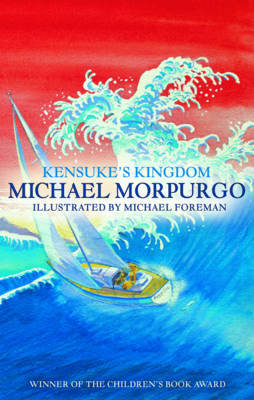 KENSUKE'S KINGDOM
MICHAEL MORPURGO
ILLUSTRATED BY MICHAEL FOREMAN
WINNER OF THE CHILDREN'S BOOK AWARD